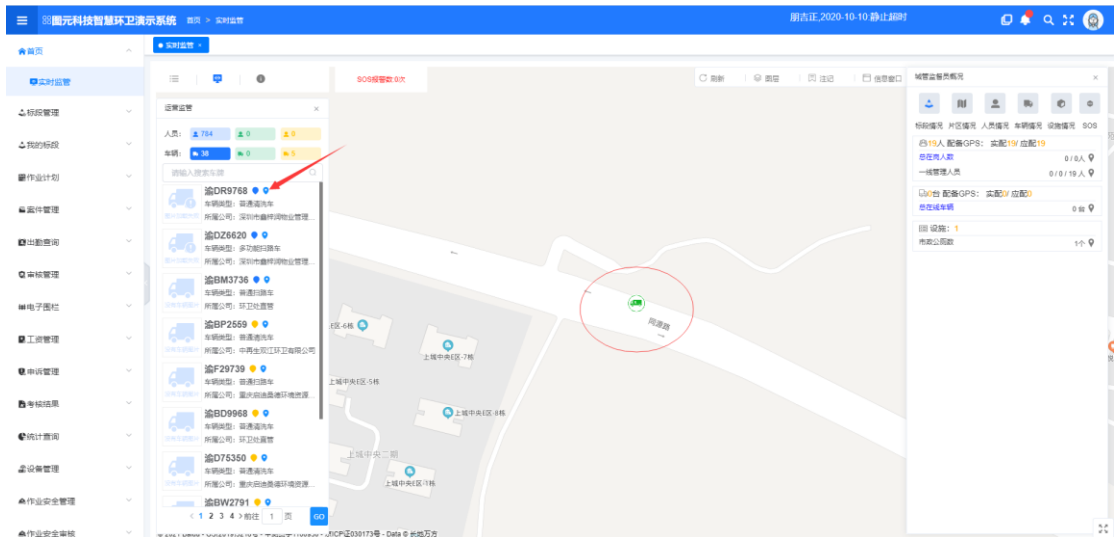 图元科技智慧环卫演示系统 首页 > 实时监管
朋吉正,2020-10-10 静止超时
首页
实时监管
标段管理
我的标段
作业计划
案件管理
出勤查询
审核管理
电子围栏
工资管理
申诉管理
考核结果
统计查询
设备管理
作业安全管理
作业安全审核
实时监管 ×
SOS报警数:0次
刷新 图层 标记 信息窗口
运营监管 ×
人员: 784 0 0
车辆: 38 0 5
请输入搜索车牌
渝DR9768
车辆类型: 普通清洗车
所属公司: 深圳市鑫梓润物业管理...
渝DZ6620
车辆类型: 多功能扫路车
所属公司: 深圳市鑫梓润物业管理...
渝BM3736
车辆类型: 普通扫路车
所属公司: 环卫处直管
渝BP2559
车辆类型: 普通清洗车
所属公司: 中再生双江环卫有限公司
渝F29739
车辆类型: 普通扫路车
所属公司: 重庆启迪桑德环境资源...
渝BD9968
车辆类型: 普通清洗车
所属公司: 环卫处直管
渝D75350
车辆类型: 普通清洗车
所属公司: 重庆启迪桑德环境资源...
渝BW2791
< 1 2 3 4 > 前往 1 页 GO
E区-6栋
上城中央E区-7栋
上城中央E区-5栋
上城中央E区-8栋
上城中央二期
上城中央E区-1栋
同源路
- Data © 长地万方
城管监督员概况 ×
标段情况 片区情况 人员情况 车辆情况 设施情况 SOS
19人 配备GPS: 实配19/ 应配19
总在岗人数 0 / 0人
一线管理人员 0 / 0 / 19 人
0台 配备GPS: 实配0/ 应配0
总在线车辆 0 台
设施: 1
市政公厕数 1个